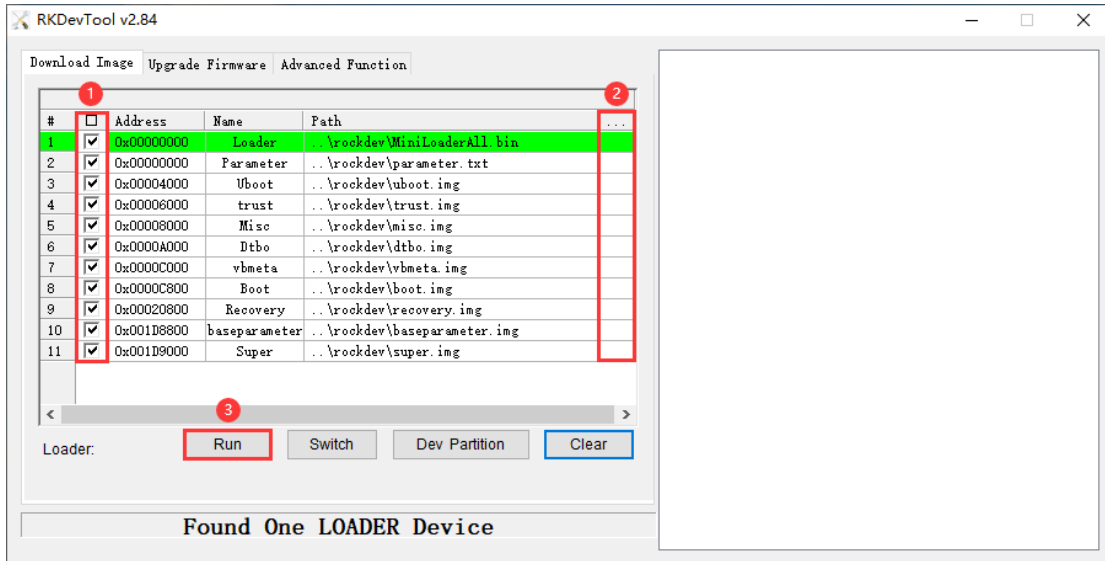 RKDevTool v2.84
Download Image Upgrade Firmware Advanced Function
1 2
# Address Name Path ...
1 0x00000000 Loader ..\rockdev\MiniLoaderAll.bin
2 0x00000000 Parameter ..\rockdev\parameter.txt
3 0x00004000 Uboot ..\rockdev\uboot.img
4 0x00006000 trust ..\rockdev\trust.img
5 0x00008000 Misc ..\rockdev\misc.img
6 0x0000A000 Dtbo ..\rockdev\dtbo.img
7 0x0000C000 vbmeta ..\rockdev\vbmeta.img
8 0x0000C800 Boot ..\rockdev\boot.img
9 0x00020800 Recovery ..\rockdev\recovery.img
10 0x001D8800 baseparameter ..\rockdev\baseparameter.img
11 0x001D9000 Super ..\rockdev\super.img
3
Loader: Run Switch Dev Partition Clear
Found One LOADER Device